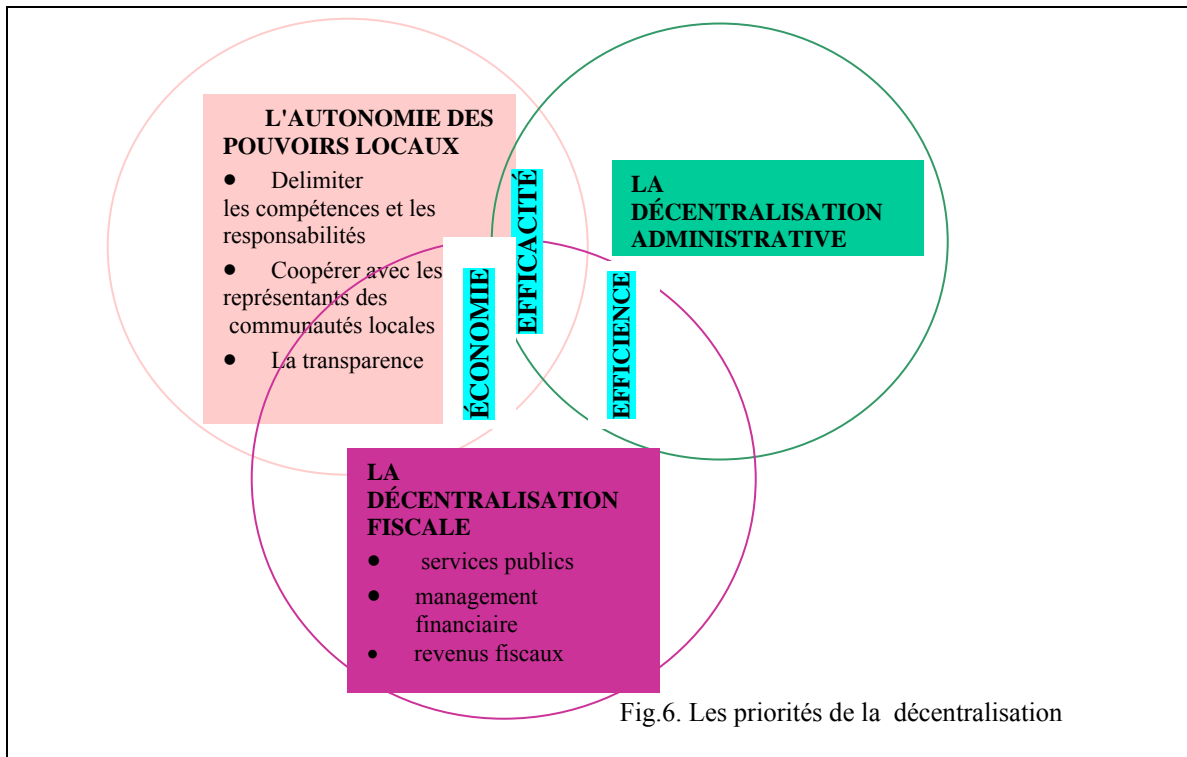 L'AUTONOMIE DES
POUVOIRS LOCAUX
• Delimiter
les compétences et les
responsabilités
• Coopérer avec les
représentants des
communautés locales
• La transparence
LA
DÉCENTRALISATION
ADMINISTRATIVE
EFFICACITÉ
ÉCONOMIE
EFFICIENCE
LA
DÉCENTRALISATION
FISCALE
• services publics
• management
financiaire
• revenus fiscaux
Fig.6. Les priorités de la décentralisation